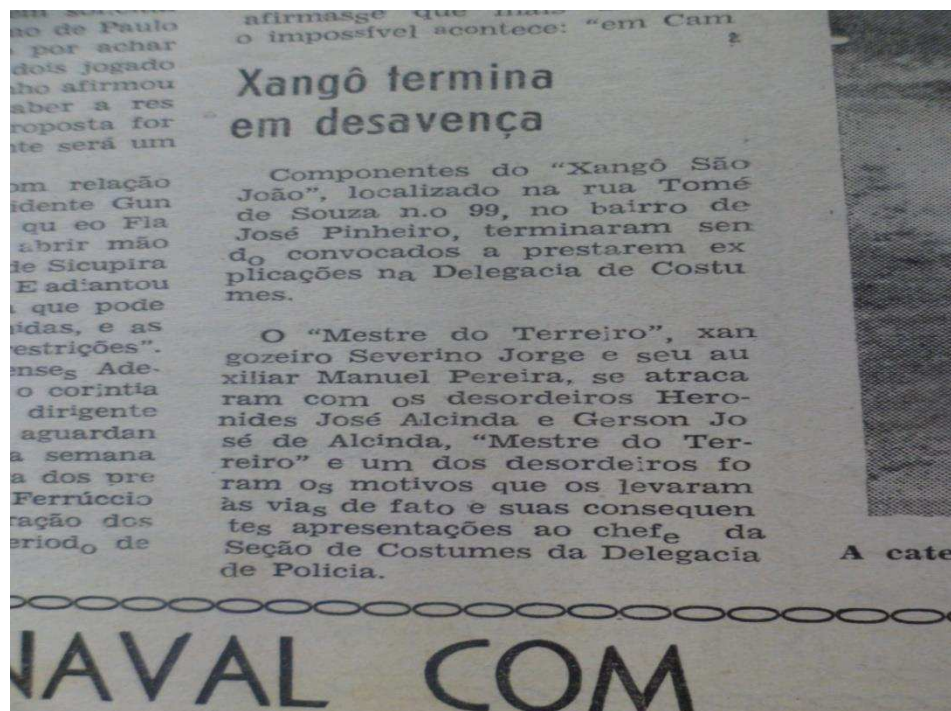 ao de Paulo
por achar
dois jogado
nho afirmou
saber a res
proposta for
nte será um
om relação
idente Gun
qu eo Fla
abrir mão
de Sicupira
E adiantou
que pode
idas, e as
estrições".
enses Ade-
o corintia
dirigente
aguardan
a semana
a dos pre
Ferrúccio
ração dos
eriodo de
afirmasse que mais
o impossível acontece: "em Cam
Xangô termina
em desavença
Componentes do "Xangô São
João", localizado na rua Tomé
de Souza n.o 99, no bairro de
José Pinheiro, terminaram sen
do convocados a prestarem ex
plicações na Delegacia de Costu
mes.
O "Mestre do Terreiro", xan
gozeiro Severino Jorge e seu au
xiliar Manuel Pereira, se atraca
ram com os desordeiros Hero-
nides José Alcinda e Gerson Jo
sé de Alcinda, "Mestre do Ter-
reiro" e um dos desordeiros fo
ram os motivos que os levaram
às vias de fato e suas consequen
tes apresentações ao chefe da
Seção de Costumes da Delegacia
de Policia.
A cate
NAVAL COM